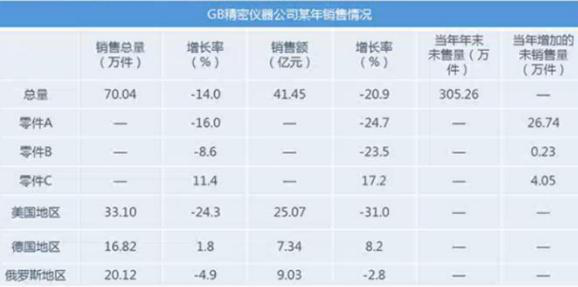 GB精密仪器公司某年销售情况
销售总量（万件） 增长率（%） 销售额（亿元） 增长率（%） 当年年末未售量（万件） 当年增加的未销售量（万件）
总量 70.04 -14.0 41.45 -20.9 305.26 —
零件A — -16.0 — -24.7 — 26.74
零件B — -8.6 — -23.5 — 0.23
零件C — 11.4 — 17.2 — 4.05
美国地区 33.10 -24.3 25.07 -31.0 — —
德国地区 16.82 1.8 7.34 8.2 — —
俄罗斯地区 20.12 -4.9 9.03 -2.8 — —